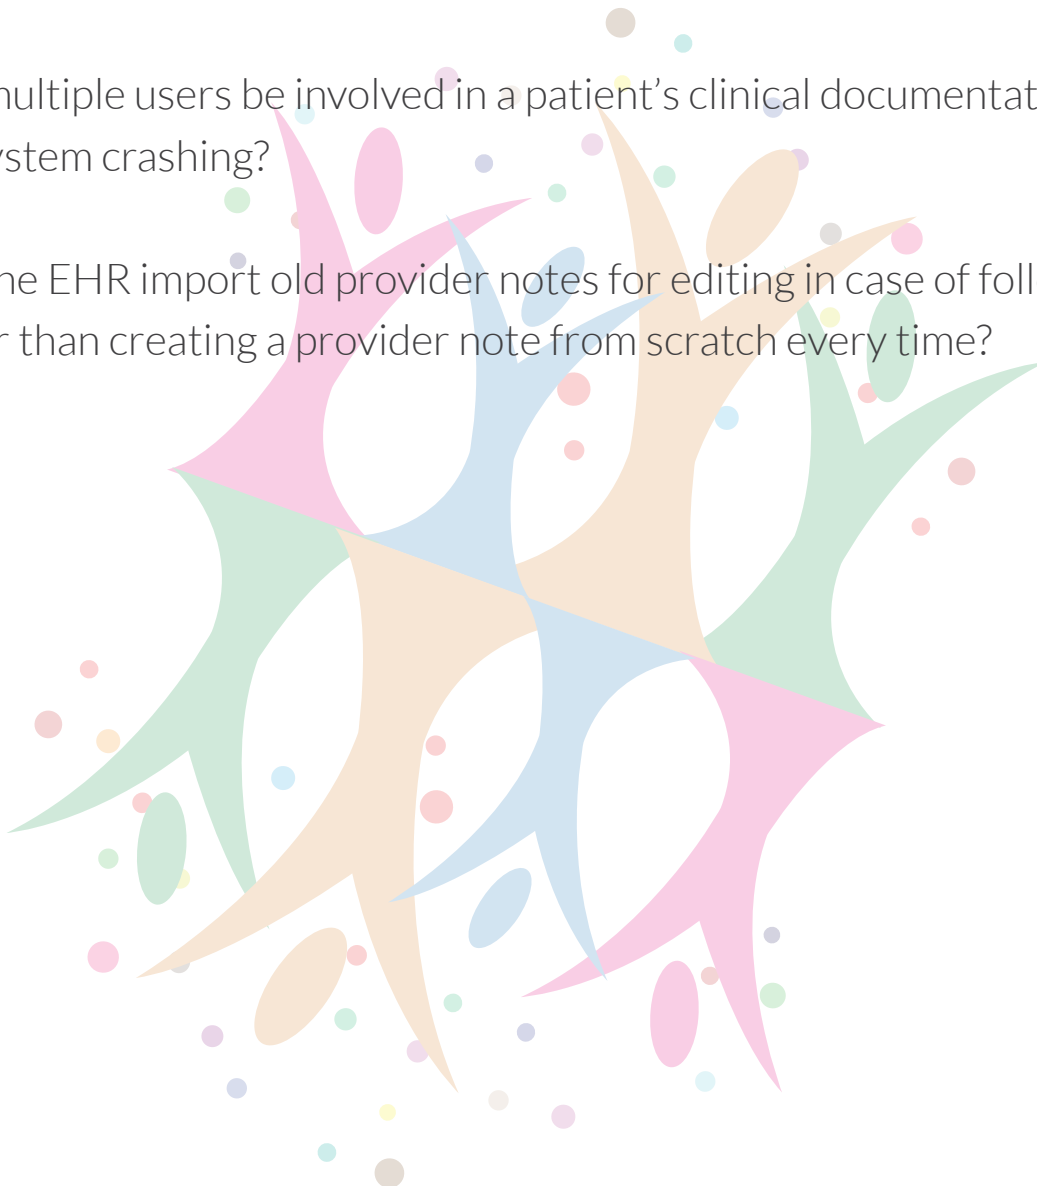 multiple users be involved in a patient’s clinical documentat
ystem crashing?
he EHR import old provider notes for editing in case of foll
r than creating a provider note from scratch every time?